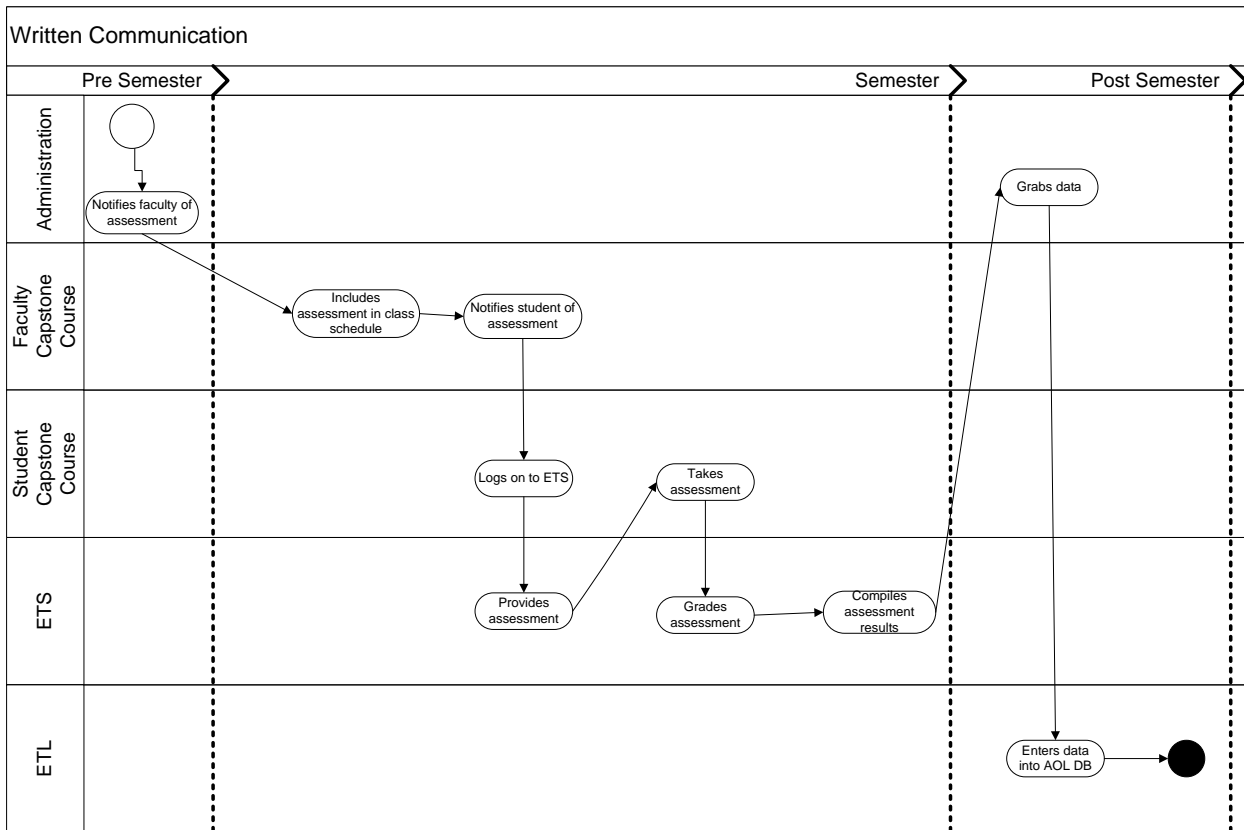 Written Communication
Pre Semester
Semester
Post Semester
Administration
Notifies faculty of
assessment
Grabs data
Faculty
Capstone
Course
Includes
assessment in class
schedule
Notifies student of
assessment
Student
Capstone
Course
Logs on to ETS
Takes
assessment
ETS
Provides
assessment
Grades
assessment
Compiles
assessment
results
ETL
Enters data
into AOL DB